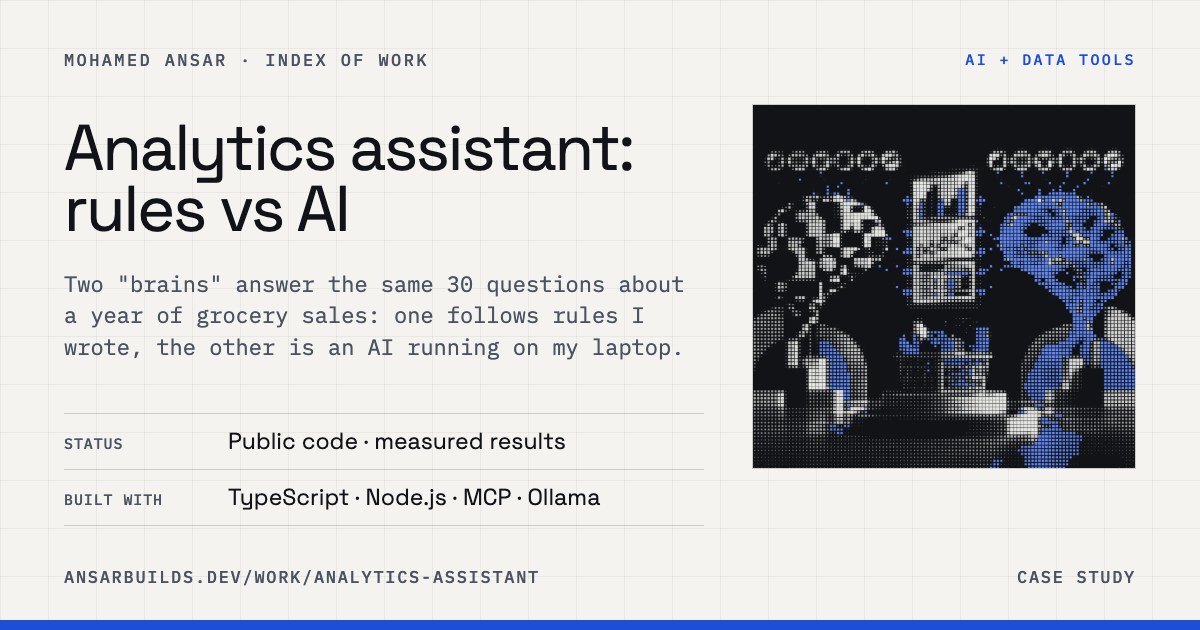 MOHAMED ANSAR · INDEX OF WORK
AI + DATA TOOLS
Analytics assistant:
rules vs AI
Two "brains" answer the same 30 questions about
a year of grocery sales: one follows rules I
wrote, the other is an AI running on my laptop.
STATUS Public code · measured results
BUILT WITH TypeScript · Node.js · MCP · Ollama
ANSARBUILDS.DEV/WORK/ANALYTICS-ASSISTANT
CASE STUDY